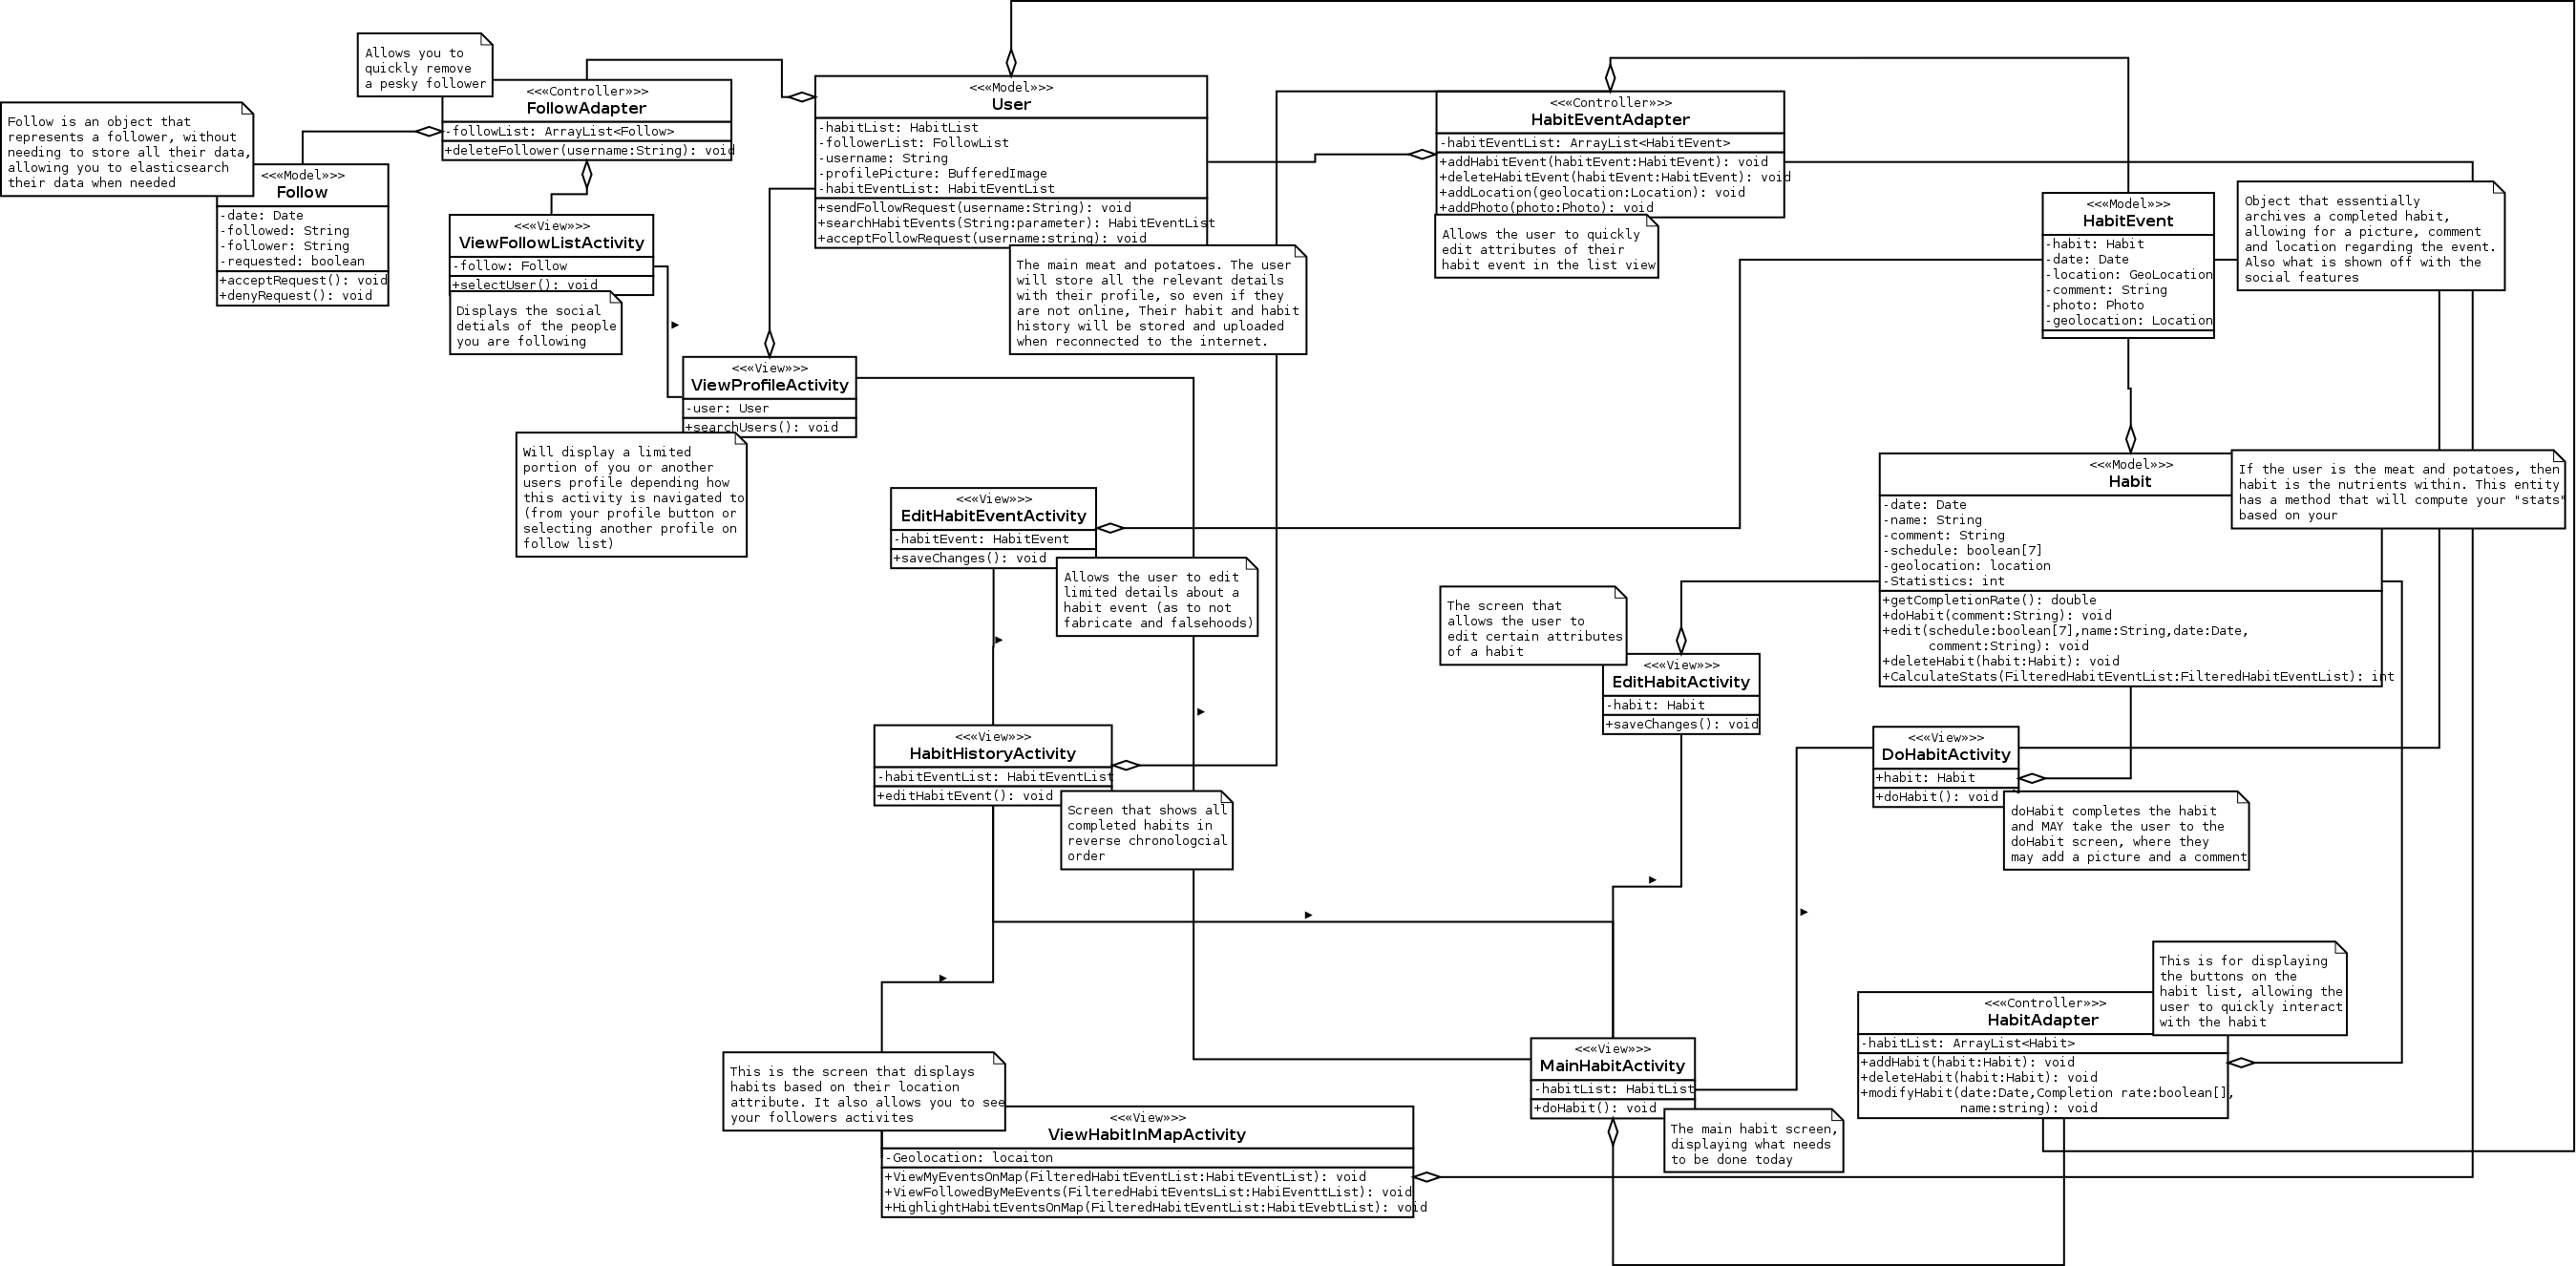 Allows you to
quickly remove
a pesky follower
<<«Controller»>>
FollowAdapter
-followList: ArrayList<Follow>
+deleteFollower(username:String): void
Follow is an object that
represents a follower, without
needing to store all their data,
allowing you to elasticsearch
their data when needed
<<«Model»>>
Follow
-date: Date
-followed: String
-follower: String
-requested: boolean
+acceptRequest(): void
+denyRequest(): void
<<«View»>>
ViewFollowListActivity
-follow: Follow
+selectUser(): void
Displays the social
detials of the people
you are following
<<«Model»>>
User
-habitList: HabitList
-followerList: FollowList
-username: String
-profilePicture: BufferedImage
-habitEventList: HabitEventList
+sendFollowRequest(username:String): void
+searchHabitEvents(String:parameter): HabitEventList
+acceptFollowRequest(username:string): void
The main meat and potatoes. The user
will store all the relevant details
with their profile, so even if they
are not online, Their habit and habit
history will be stored and uploaded
when reconnected to the internet.
<<«Controller»>>
HabitEventAdapter
-habitEventList: ArrayList<HabitEvent>
+addHabitEvent(habitEvent:HabitEvent): void
+deleteHabitEvent(habitEvent:HabitEvent): void
+addLocation(geolocation:Location): void
+addPhoto(photo:Photo): void
Allows the user to quickly
edit attributes of their
habit event in the list view
<<«Model»>>
HabitEvent
-habit: Habit
-date: Date
-location: GeoLocation
-comment: String
-photo: Photo
-geolocation: Location
Object that essentially
archives a completed habit,
allowing for a picture, comment
and location regarding the event.
Also what is shown off with the
social features
<<«View»>>
ViewProfileActivity
-user: User
+searchUsers(): void
Will display a limited
portion of you or another
users profile depending how
this activity is navigated to
(from your profile button or
selecting another profile on
follow list)
<<«View»>>
EditHabitEventActivity
-habitEvent: HabitEvent
+saveChanges(): void
Allows the user to edit
limited details about a
habit event (as to not
fabricate and falsehoods)
<<«Model»>>
Habit
-date: Date
-name: String
-comment: String
-schedule: boolean[7]
-geolocation: location
-Statistics: int
+getCompletionRate(): double
+doHabit(comment:String): void
+edit(schedule:boolean[7],name:String,date:Date,
comment:String): void
+deleteHabit(habit:Habit): void
+CalculateStats(FilteredHabitEventList:FilteredHabitEventList): int
If the user is the meat and potatoes, then
habit is the nutrients within. This entity
has a method that will compute your "stats"
based on your
The screen that
allows the user to
edit certain attributes
of a habit
<<«View»>>
EditHabitActivity
-habit: Habit
+saveChanges(): void
<<«View»>>
HabitHistoryActivity
-habitEventList: HabitEventList
+editHabitEvent(): void
Screen that shows all
completed habits in
reverse chronologcial
order
<<«View»>>
DoHabitActivity
+habit: Habit
+doHabit(): void
doHabit completes the habit
and MAY take the user to the
doHabit screen, where they
may add a picture and a comment
This is for displaying
the buttons on the
habit list, allowing the
user to quickly interact
with the habit
<<«Controller»>>
HabitAdapter
-habitList: ArrayList<Habit>
+addHabit(habit:Habit): void
+deleteHabit(habit:Habit): void
+modifyHabit(date:Date,Completion rate:boolean[],
name:string): void
<<«View»>>
MainHabitActivity
-habitList: HabitList
+doHabit(): void
The main habit screen,
displaying what needs
to be done today
This is the screen that displays
habits based on their location
attribute. It also allows you to see
your followers activites
<<«View»>>
ViewHabitInMapActivity
-Geolocation: locaiton
+ViewMyEventsOnMap(FilteredHabitEventList:HabitEventList): void
+ViewFollowedByMeEvents(FilteredHabitEventsList:HabiEventtList): void
+HighlightHabitEventsOnMap(FilteredHabitEventList:HabitEvebtList): void